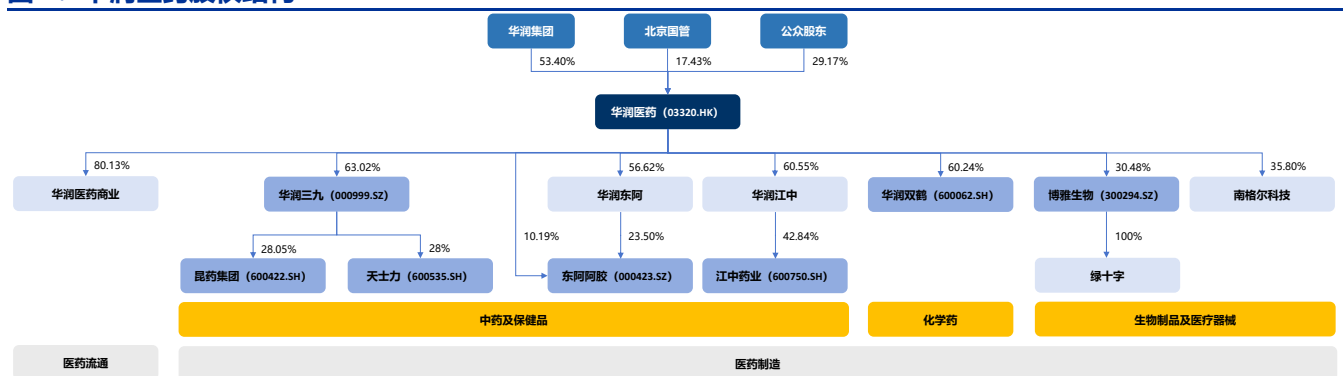 华润集团
北京国管
公众股东
53.40%
17.43%
29.17%
华润医药（03320.HK）
80.13%
63.02%
56.62%
60.55%
60.24%
30.48%
35.80%
华润医药商业
华润三九（000999.SZ）
华润东阿
华润江中
华润双鹤（600062.SH）
博雅生物（300294.SZ）
南格尔科技
28.05%
28%
10.19%
23.50%
42.84%
100%
昆药集团（600422.SH）
天士力（600535.SH）
东阿阿胶（000423.SZ）
江中药业（600750.SH）
绿十字
中药及保健品
化学药
生物制品及医疗器械
医药流通
医药制造